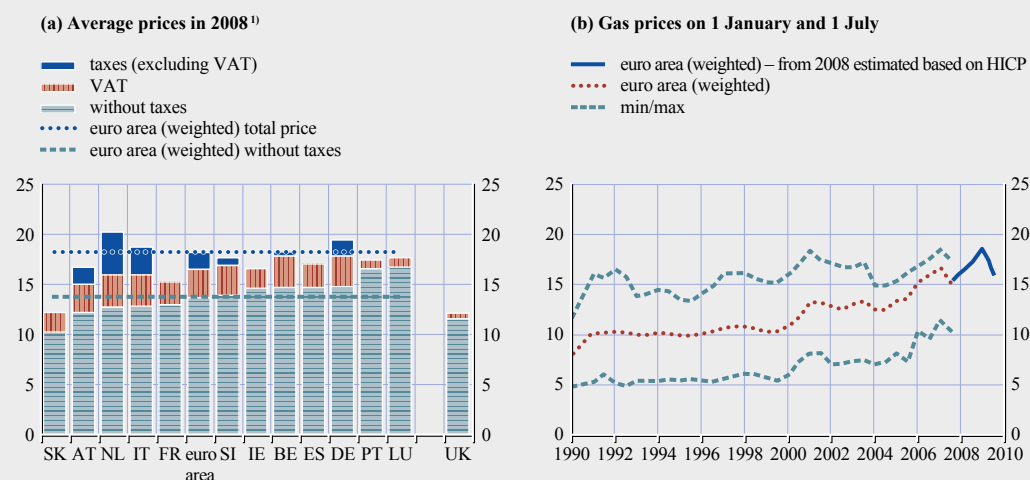 (a) Average prices in 2008 1)
taxes (excluding VAT)
VAT
without taxes
euro area (weighted) total price
euro area (weighted) without taxes
25 25
20 20
15 15
10 10
5 5
0 0
SK AT NL IT FR euro area SI IE BE ES DE PT LU UK
(b) Gas prices on 1 January and 1 July
euro area (weighted) – from 2008 estimated based on HICP
euro area (weighted)
min/max
25 25
20 20
15 15
10 10
5 5
0 0
1990 1992 1994 1996 1998 2000 2002 2004 2006 2008 2010